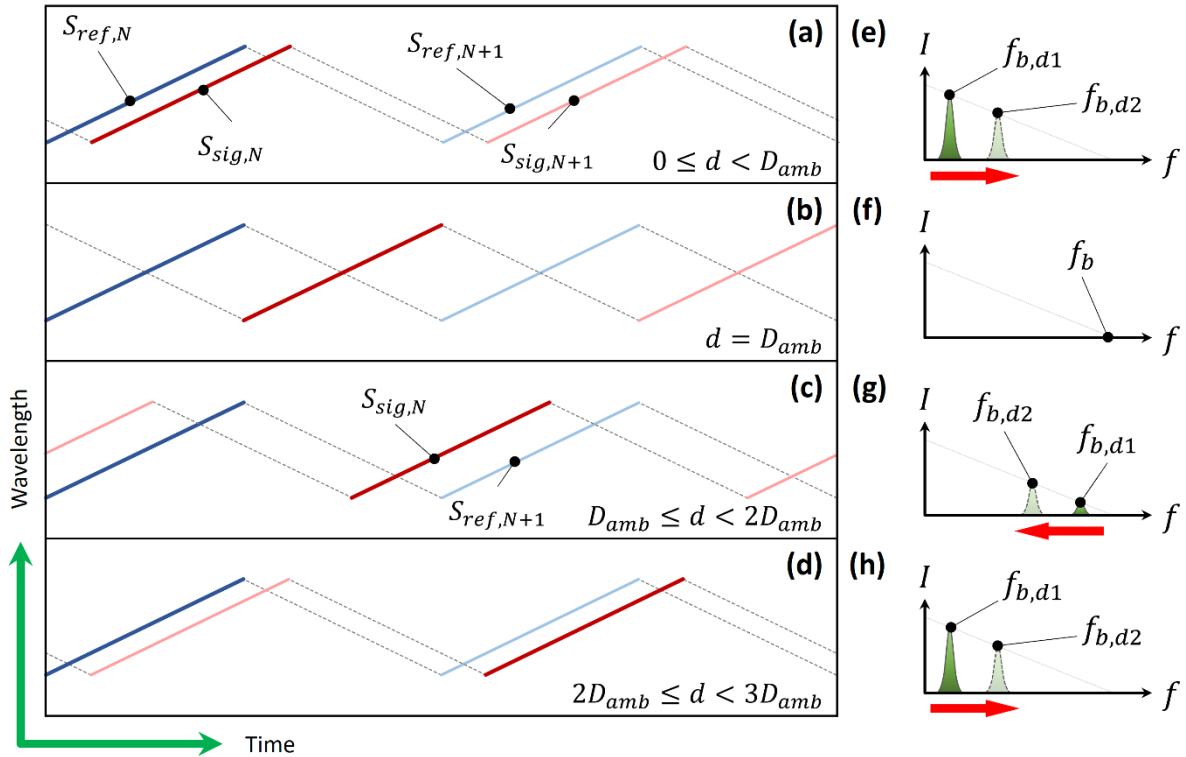 (a)
S_{ref,N}
S_{ref,N+1}
S_{sig,N}
S_{sig,N+1}
0 ≤ d < D_{amb}
(e)
I
f_{b,d1}
f_{b,d2}
f
(b)
d = D_{amb}
(f)
I
f_b
f
(c)
S_{sig,N}
S_{ref,N+1}
D_{amb} ≤ d < 2D_{amb}
(g)
I
f_{b,d2}
f_{b,d1}
f
(d)
2D_{amb} ≤ d < 3D_{amb}
(h)
I
f_{b,d1}
f_{b,d2}
f
Wavelength
Time